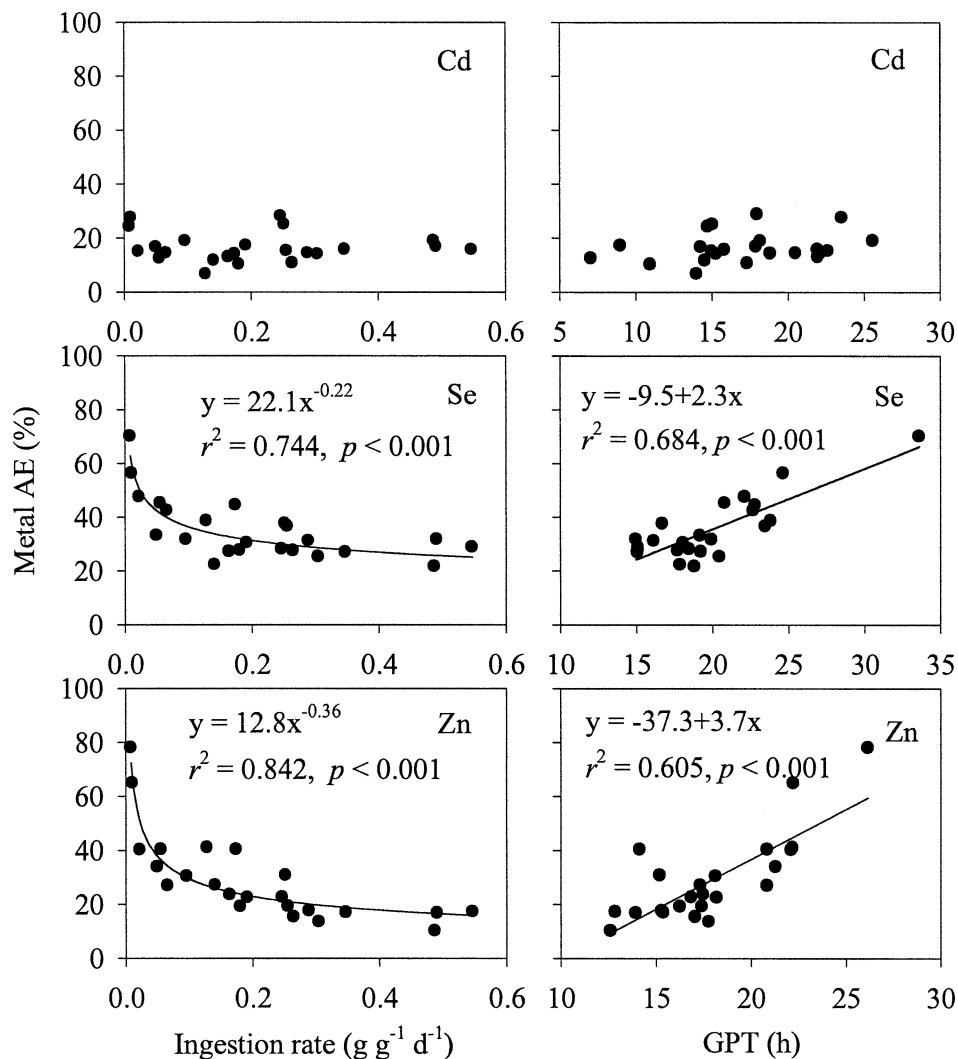 Metal AE (%)
100
80
60
40
20
0
Cd
0.0 0.2 0.4 0.6
Cd
5 10 15 20 25 30
100
80
60
40
20
0
y = 22.1x^-0.22
Se
r² = 0.744, p < 0.001
0.0 0.2 0.4 0.6
y = -9.5+2.3x
Se
r² = 0.684, p < 0.001
10 15 20 25 30 35
100
80
60
40
20
0
y = 12.8x^-0.36
Zn
r² = 0.842, p < 0.001
0.0 0.2 0.4 0.6
Ingestion rate (g g⁻¹ d⁻¹)
y = -37.3+3.7x
Zn
r² = 0.605, p < 0.001
10 15 20 25 30
GPT (h)